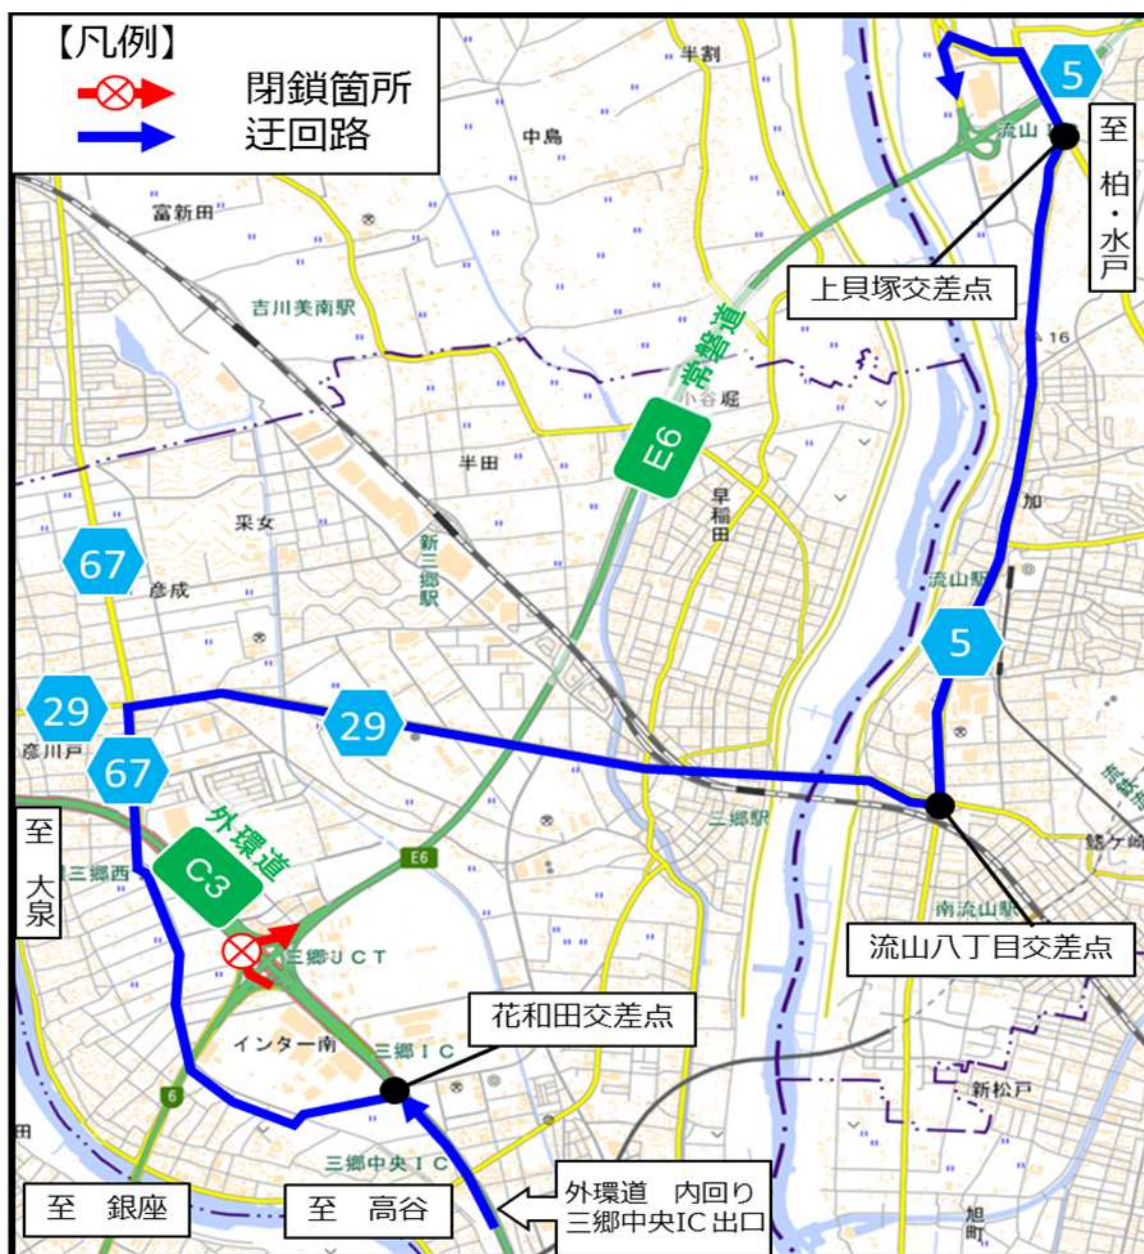 【凡例】
閉鎖箇所
迂回路
半割
5
中島
流山I
至 柏・水戸
富新田
上貝塚交差点
吉川美南駅
常磐道
16
小谷堀
E6
半田
早稲田
采女
加
67
新三郷駅
流山駅
彦成
5
29
29
彦川戸
67
外環道
三郷駅
至 大泉
三郷西
C3
E6
鰭ケ崎
南流山駅
三郷JCT
流山八丁目交差点
花和田交差点
インター南
三郷IC
6
新松戸
田
三郷中央IC
至 銀座
至 高谷
外環道 内回り
三郷中央IC出口
旭町